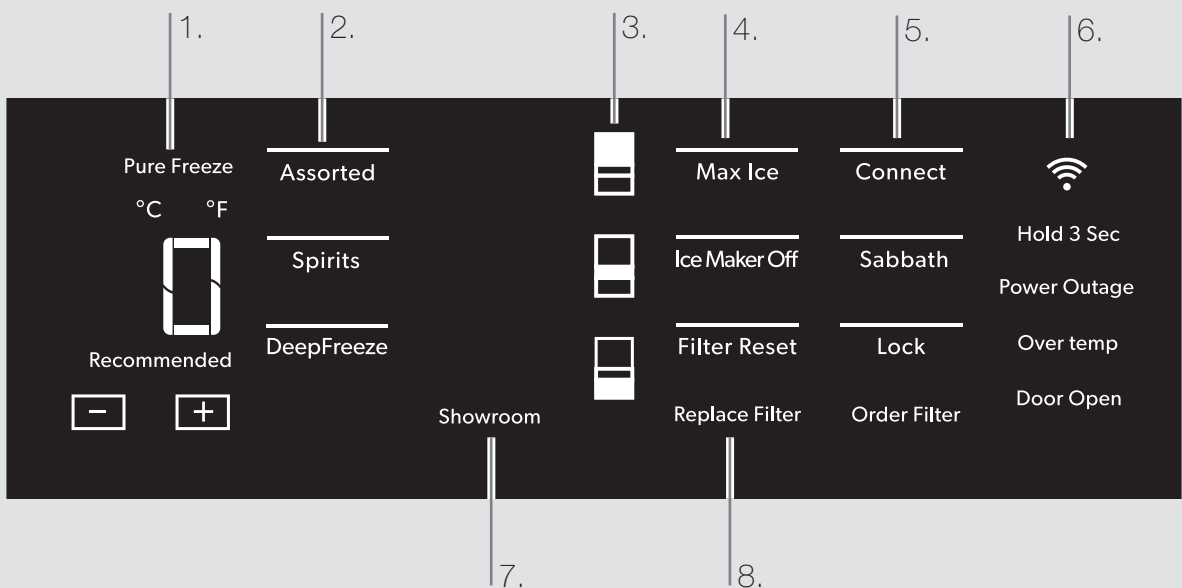 1.
2.
3.
4.
5.
6.
Pure Freeze
°C °F
0
Recommended
- +
Assorted
Spirits
DeepFreeze
Showroom
Max Ice
Ice Maker Off
Filter Reset
Replace Filter
Connect
Sabbath
Lock
Order Filter
Hold 3 Sec
Power Outage
Over temp
Door Open
7.
8.